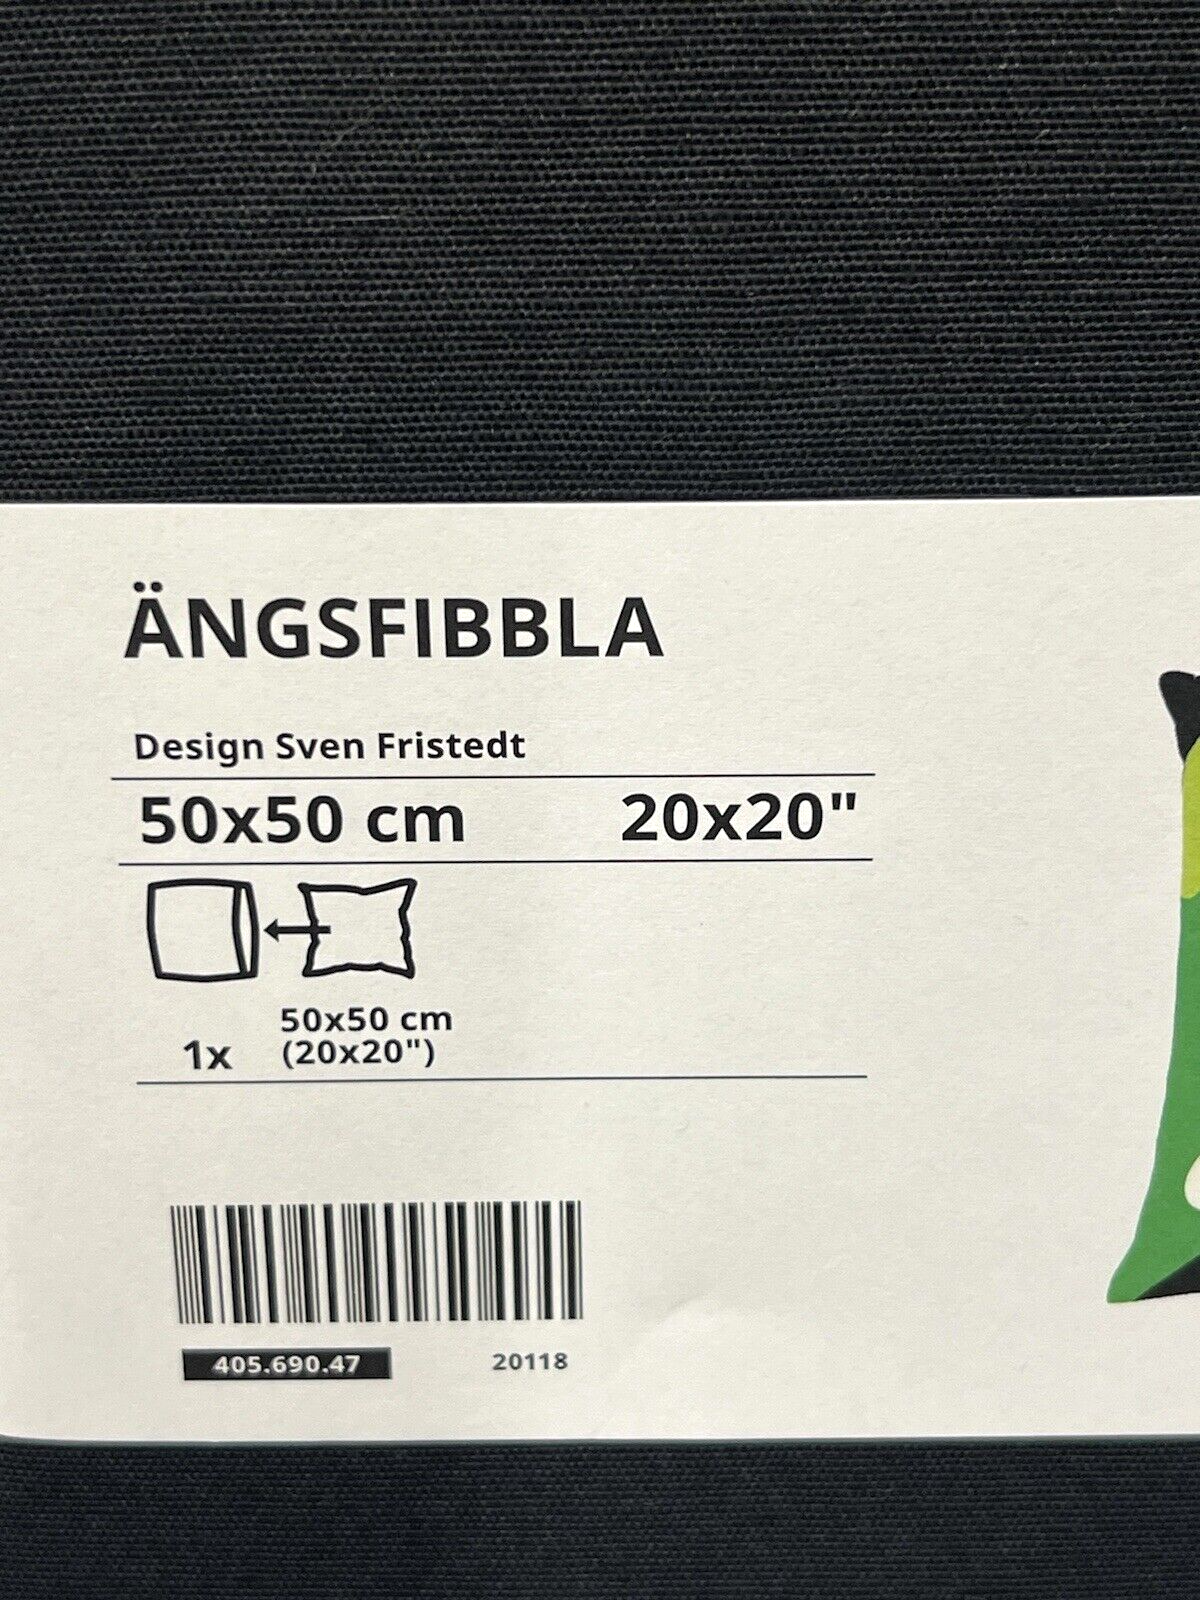 ÄNGSFIBBLA
Design Sven Fristedt
50x50 cm 20x20"
50x50 cm
1x (20x20")
405.690.47 20118